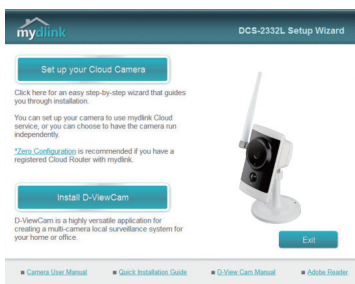 mydlink
DCS-2332L Setup Wizard
Set up your Cloud Camera
Click here for an easy step-by-step wizard that guides
you through installation.
You can set up your camera to use mydlink Cloud
service, or you can choose to have the camera run
independently.
*Zero Configuration is recommended if you have a
registered Cloud Router with mydlink.
Install D-ViewCam
D-ViewCam is a highly versatile application for
creating a multi-camera local surveillance system for
your home or office.
Exit
Camera User Manual
Quick Installation Guide
D-View Cam Manual
Adobe Reader